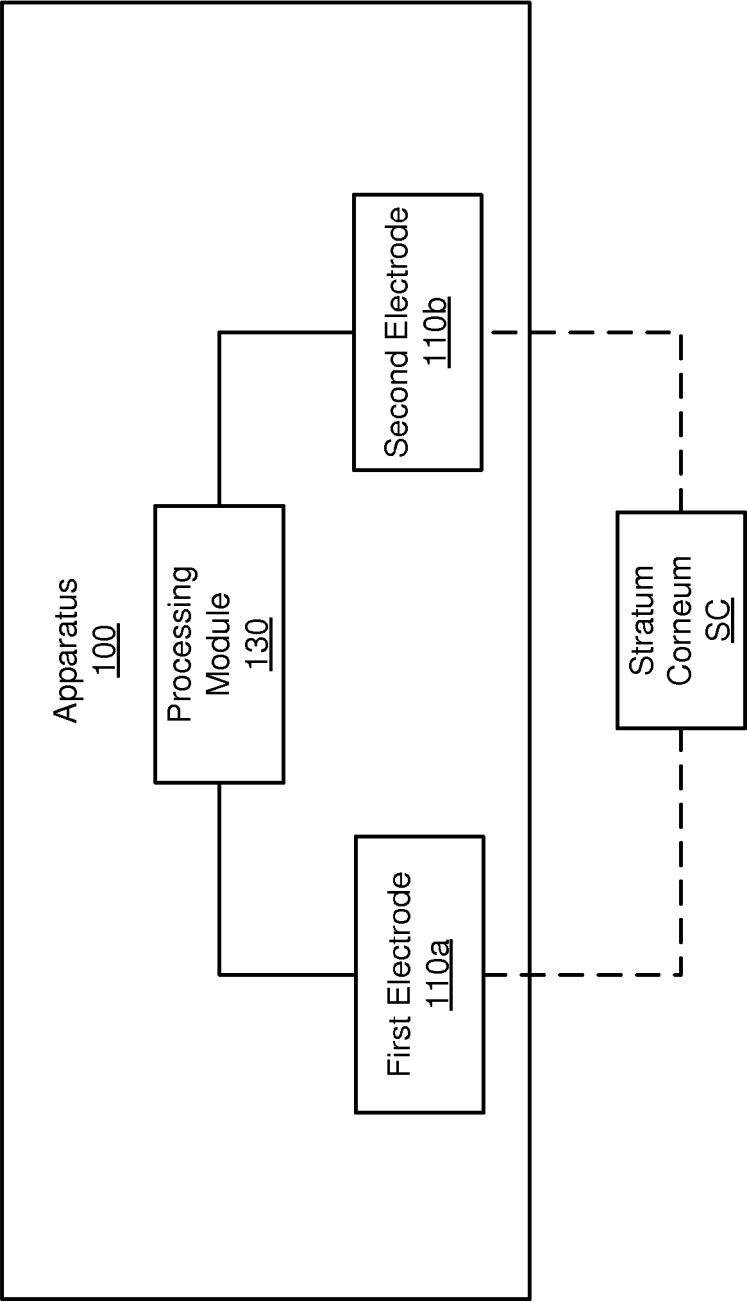 Apparatus
100
Processing
Module
130
First Electrode
110a
Second Electrode
110b
Stratum
Corneum
SC